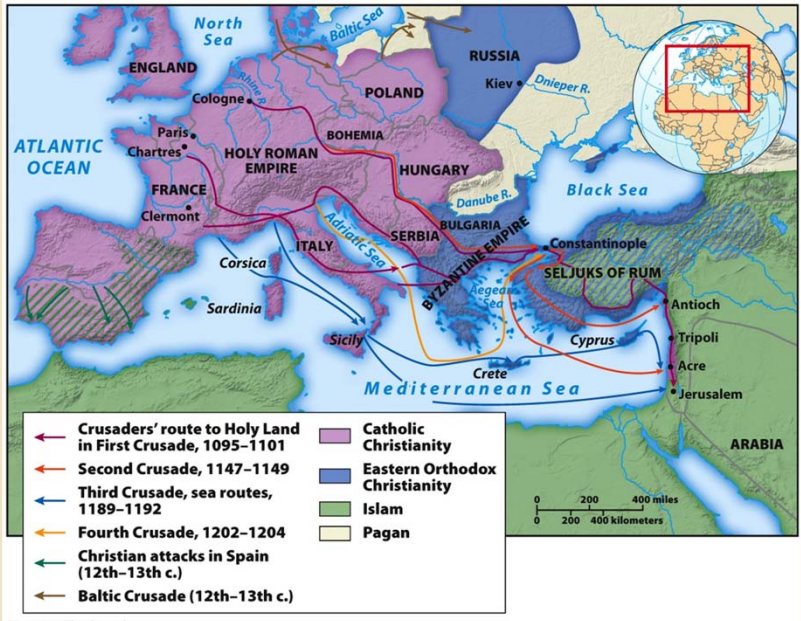 North
Sea
Baltic Sea
ENGLAND
RUSSIA
Kiev
Dnieper R.
Rhine R.
Cologne
POLAND
ATLANTIC
OCEAN
Paris
Chartres
BOHEMIA
HOLY ROMAN
EMPIRE
HUNGARY
FRANCE
Clermont
Danube R.
Black Sea
BULGARIA
SERBIA
ITALY
Adriatic Sea
Constantinople
BYZANTINE EMPIRE
SELJUKS OF RUM
Corsica
Aegean
Sea
Sardinia
Antioch
Sicily
Cyprus
Tripoli
Crete
Acre
Mediterranean Sea
Jerusalem
ARABIA
Crusaders' route to Holy Land
in First Crusade, 1095–1101
Second Crusade, 1147–1149
Third Crusade, sea routes,
1189–1192
Fourth Crusade, 1202–1204
Christian attacks in Spain
(12th–13th c.)
Baltic Crusade (12th–13th c.)
Catholic
Christianity
Eastern Orthodox
Christianity
Islam
Pagan
0 200 400 miles
0 200 400 kilometers